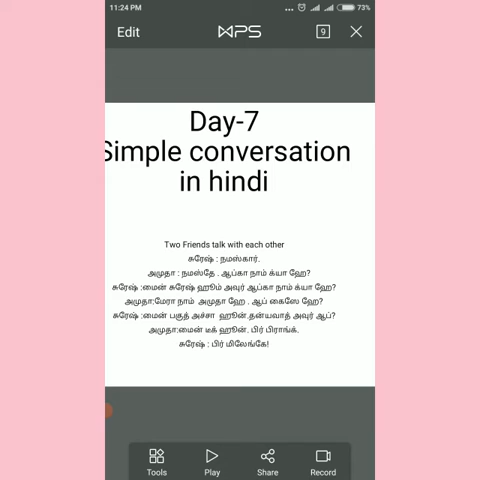 11:24 PM ... 73%
Edit WPS 9
Day-7
Simple conversation
in hindi
Two Friends talk with each other
சுரேஷ் : நமஸ்கார்.
அமுதா : நமஸ்தே . ஆப்கா நாம் க்யா ஹே?
சுரேஷ் :மைன் சுரேஷ் ஹூம் அவுர் ஆப்கா நாம் க்யா ஹே?
அமுதா:மேரா நாம் அமுதா ஹே . ஆப் கைஸே ஹே?
சுரேஷ் :மைன் பகுத் அச்சா ஹூன்.தன்யவாத் அவுர் ஆப்?
அமுதா:மைன் டீக் ஹூன். பிர் பிராங்க்.
சுரேஷ் : பிர் மிலேங்கே!
Tools Play Share Record